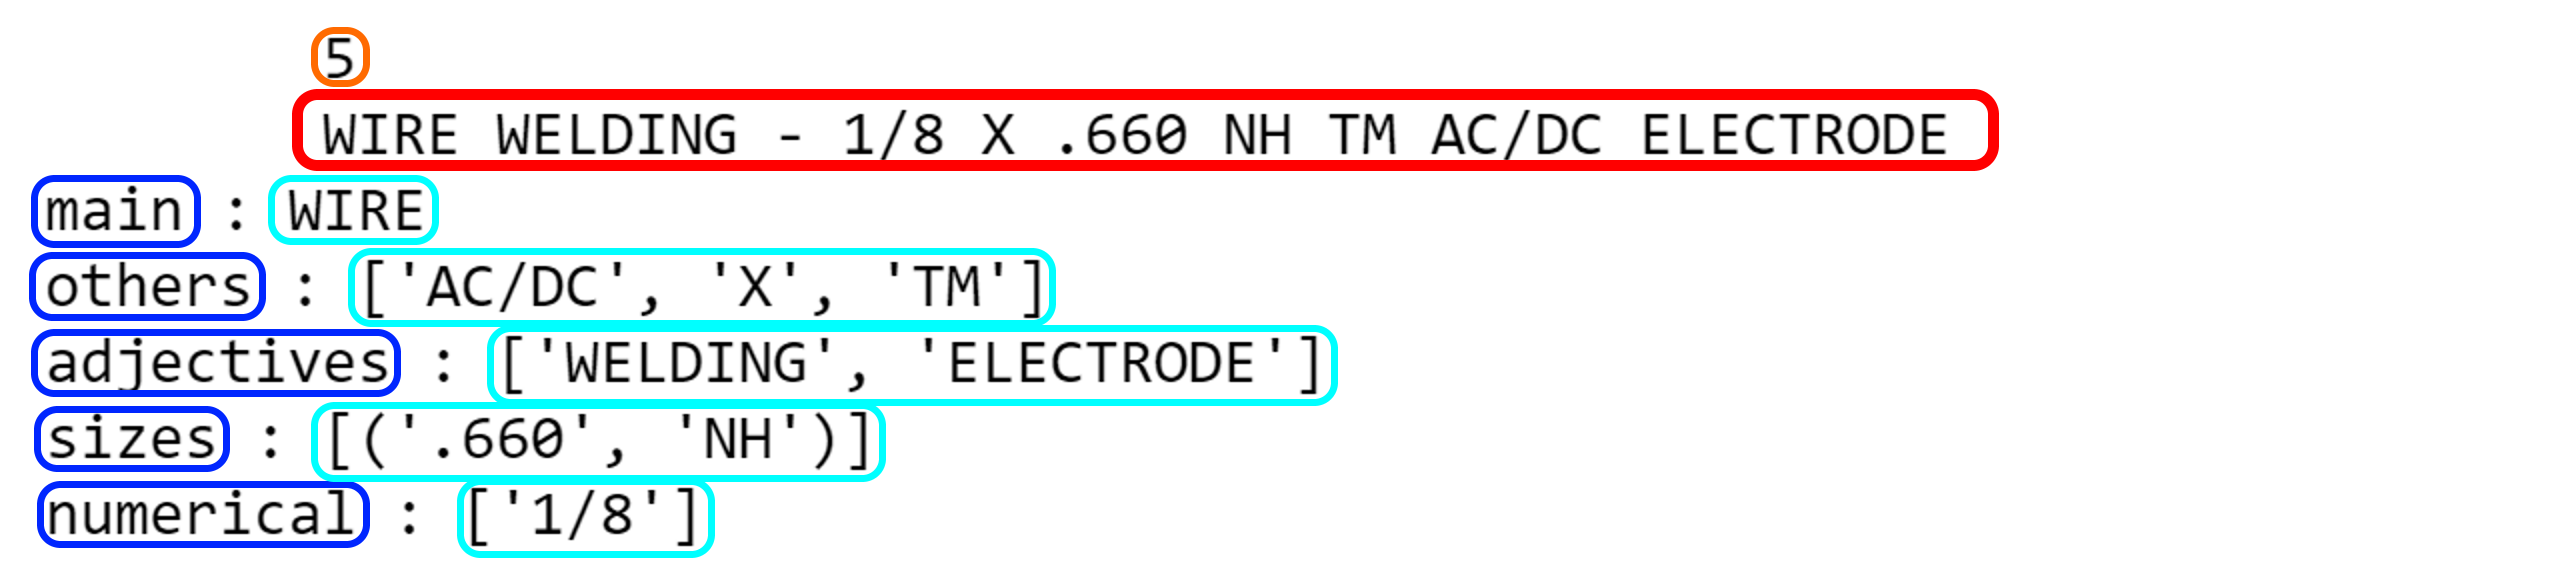 5
WIRE WELDING - 1/8 X .660 NH TM AC/DC ELECTRODE
main : WIRE
others : ['AC/DC', 'X', 'TM']
adjectives : ['WELDING', 'ELECTRODE']
sizes : [('.660', 'NH')]
numerical : ['1/8']